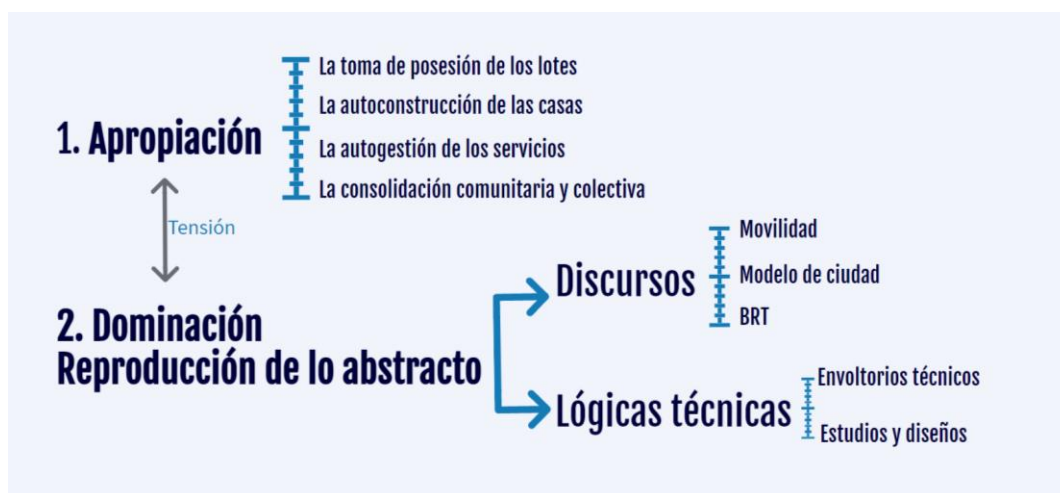 1. Apropiación
La toma de posesión de los lotes
La autoconstrucción de las casas
La autogestión de los servicios
La consolidación comunitaria y colectiva
Tensión
2. Dominación
Reproducción de lo abstracto
Discursos
Movilidad
Modelo de ciudad
BRT
Lógicas técnicas
Envoltorios técnicos
Estudios y diseños